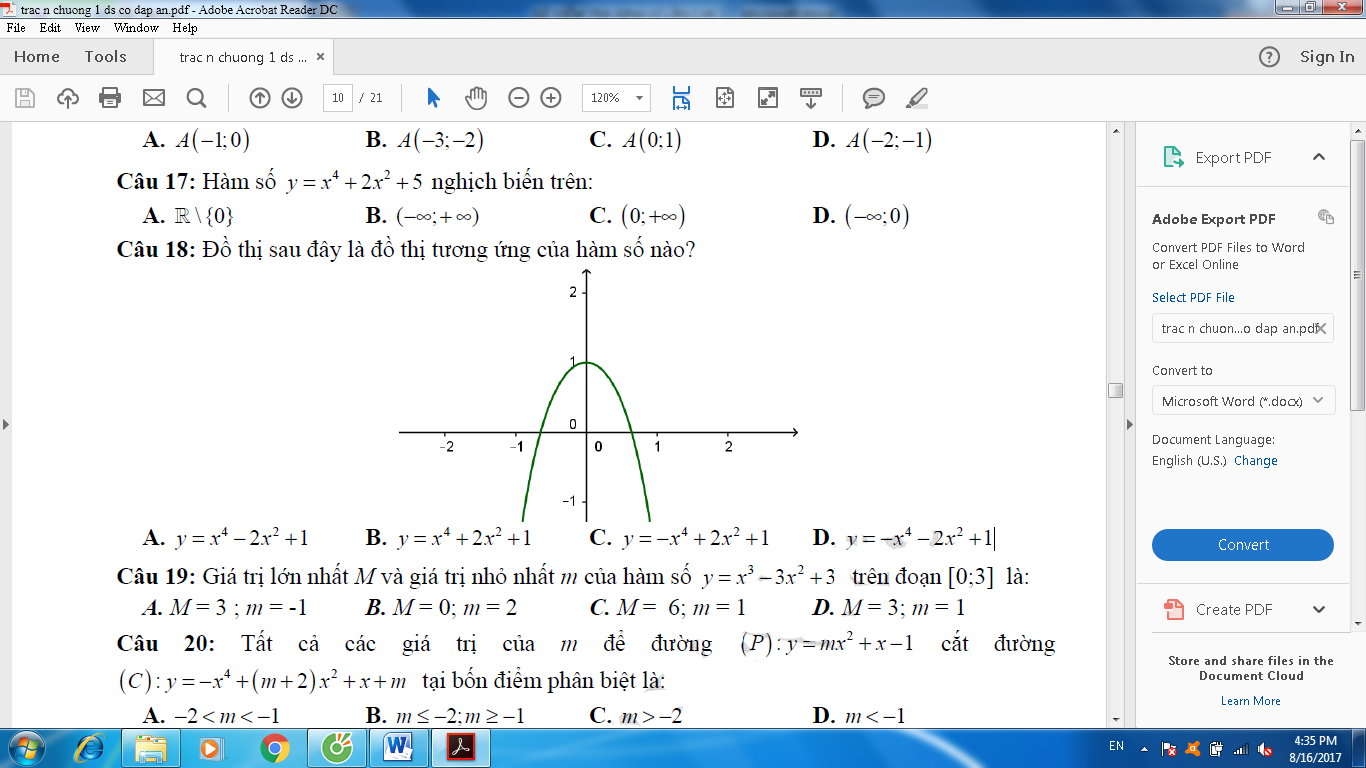 trac n chuong 1 ds co dap an.pdf - Adobe Acrobat Reader DC
File Edit View Window Help
Home Tools trac n chuong 1 ds ... × Sign In
10 / 21 120%
A. A(−1;0) B. A(−3;−2) C. A(0;1) D. A(−2;−1)
Câu 17: Hàm số y = x⁴ + 2x² + 5 nghịch biến trên:
A. ℝ \ {0} B. (−∞;+∞) C. (0;+∞) D. (−∞;0)
Câu 18: Đồ thị sau đây là đồ thị tương ứng của hàm số nào?
2
1
0
−2 −1 0 1 2
−1
A. y = x⁴ − 2x² + 1 B. y = x⁴ + 2x² + 1 C. y = −x⁴ + 2x² + 1 D. y = −x⁴ − 2x² + 1
Câu 19: Giá trị lớn nhất M và giá trị nhỏ nhất m của hàm số y = x³ − 3x² + 3 trên đoạn [0;3] là:
A. M = 3 ; m = -1 B. M = 0; m = 2 C. M = 6; m = 1 D. M = 3; m = 1
Câu 20: Tất cả các giá trị của m để đường (P): y = mx² + x − 1 cắt đường
(C): y = −x⁴ + (m + 2)x² + x + m tại bốn điểm phân biệt là:
A. −2 < m < −1 B. m ≤ −2; m ≥ −1 C. m > −2 D. m < −1
Export PDF
Adobe Export PDF
Convert PDF Files to Word
or Excel Online
Select PDF File
trac n chuon...o dap an.pdf
Convert to
Microsoft Word (*.docx)
Document Language:
English (U.S.) Change
Convert
Create PDF
Store and share files in the
Document Cloud
Learn More
EN 4:35 PM
8/16/2017